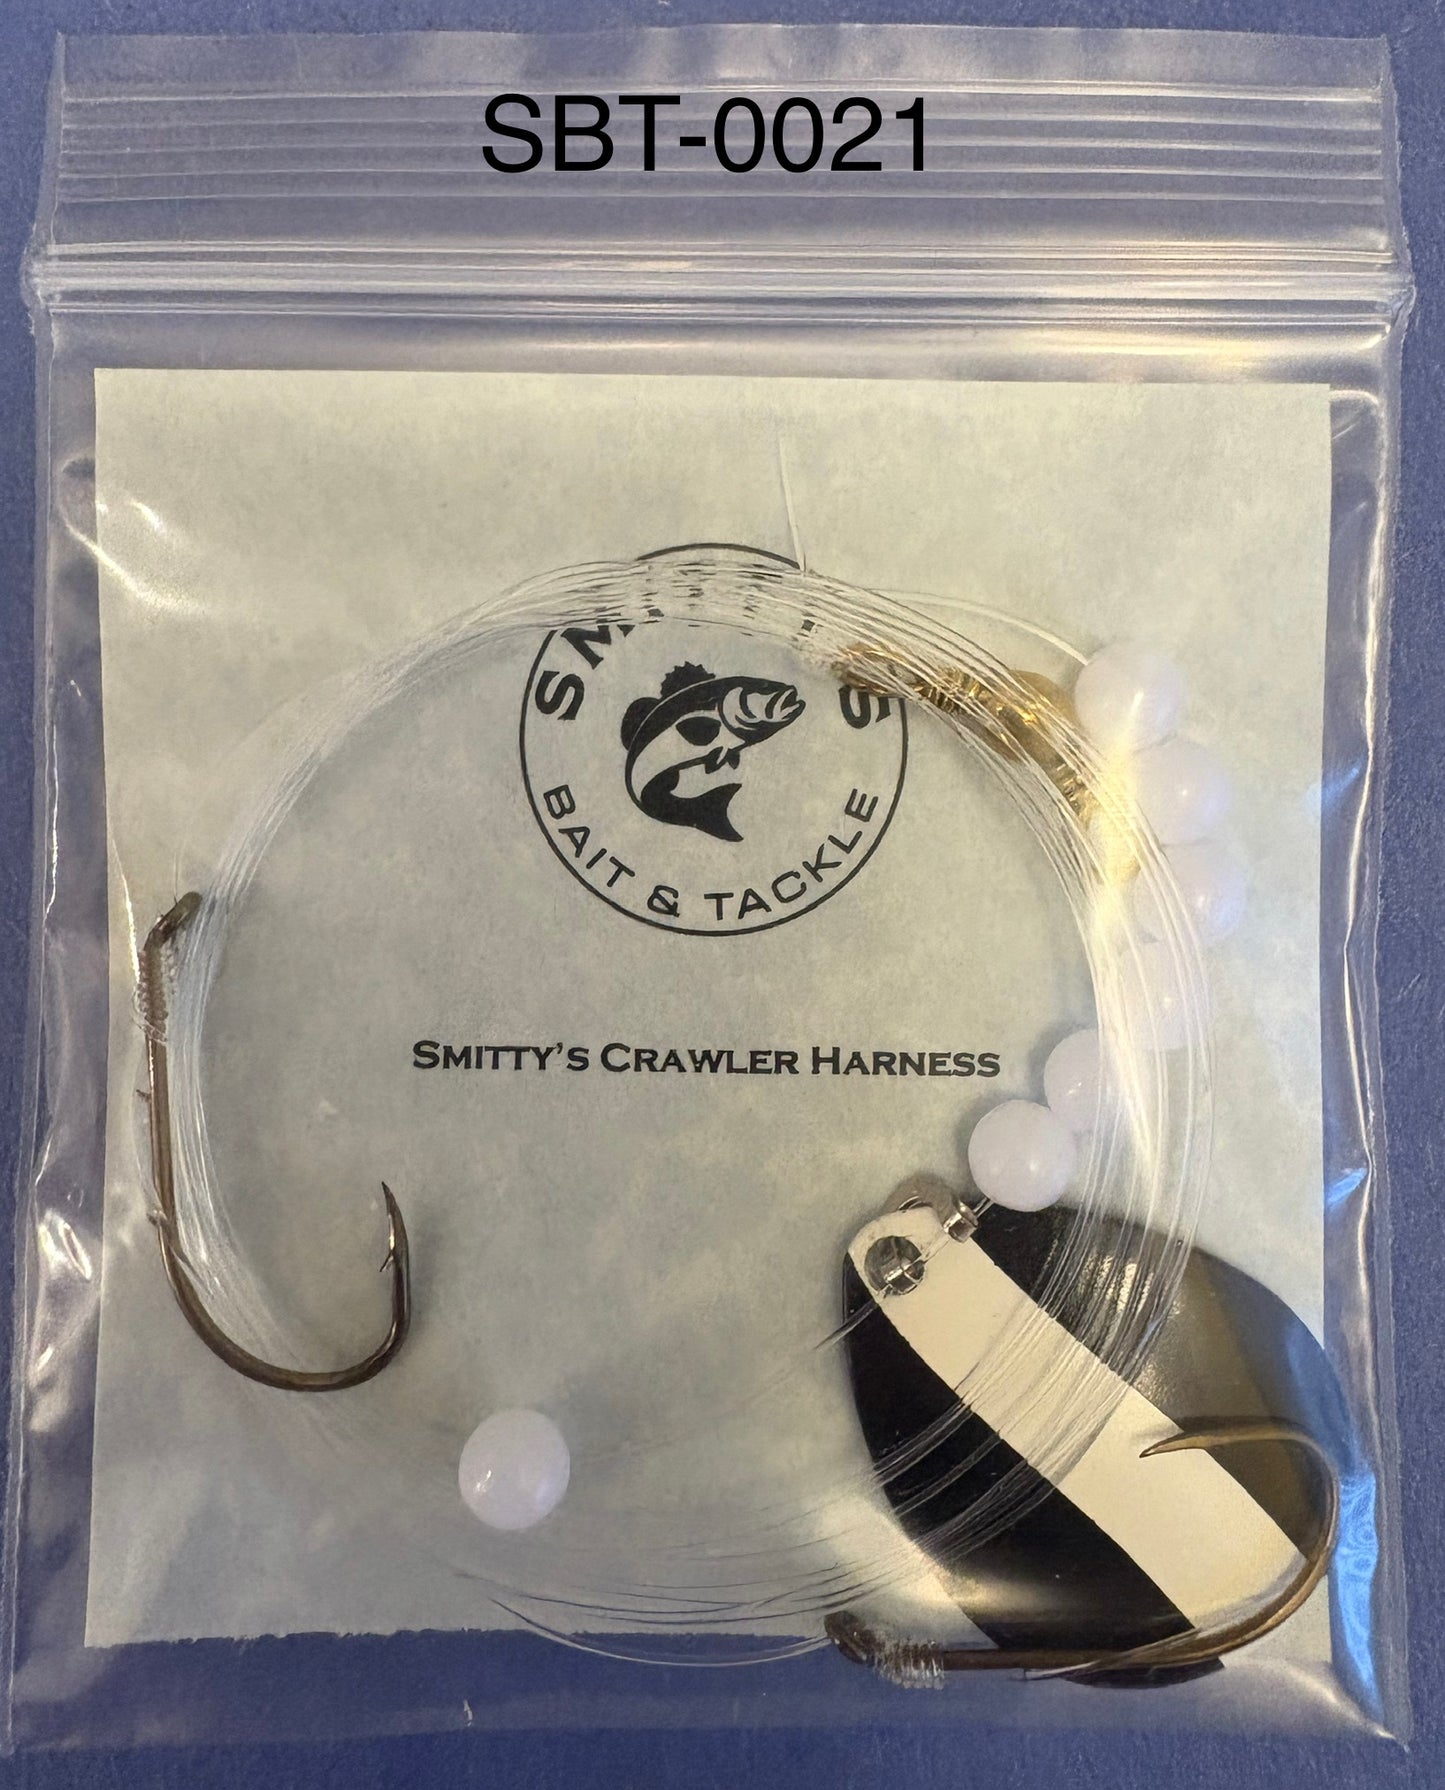 SBT-0021
BAIT & TACKLE
SMITTY'S CRAWLER HARNESS